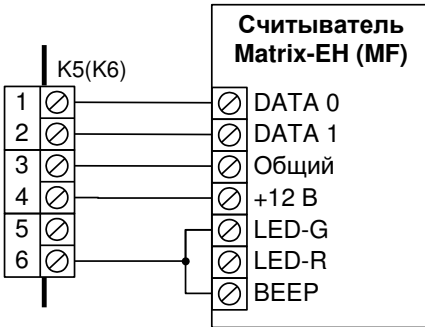 Считыватель
Matrix-EH (MF)
K5(K6)
1 DATA 0
2 DATA 1
3 Общий
4 +12 В
5 LED-G
6 LED-R
BEEP